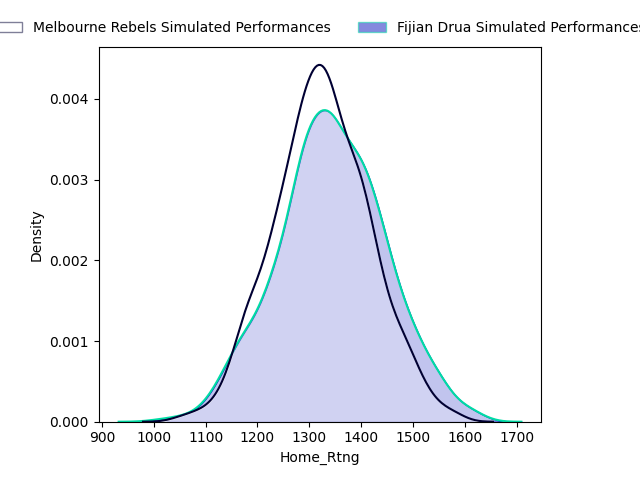 Melbourne Rebels Simulated Performances
Fijian Drua Simulated Performances
0.004
0.003
0.002
0.001
0.000
Density
900 1000 1100 1200 1300 1400 1500 1600 1700
Home_Rtng